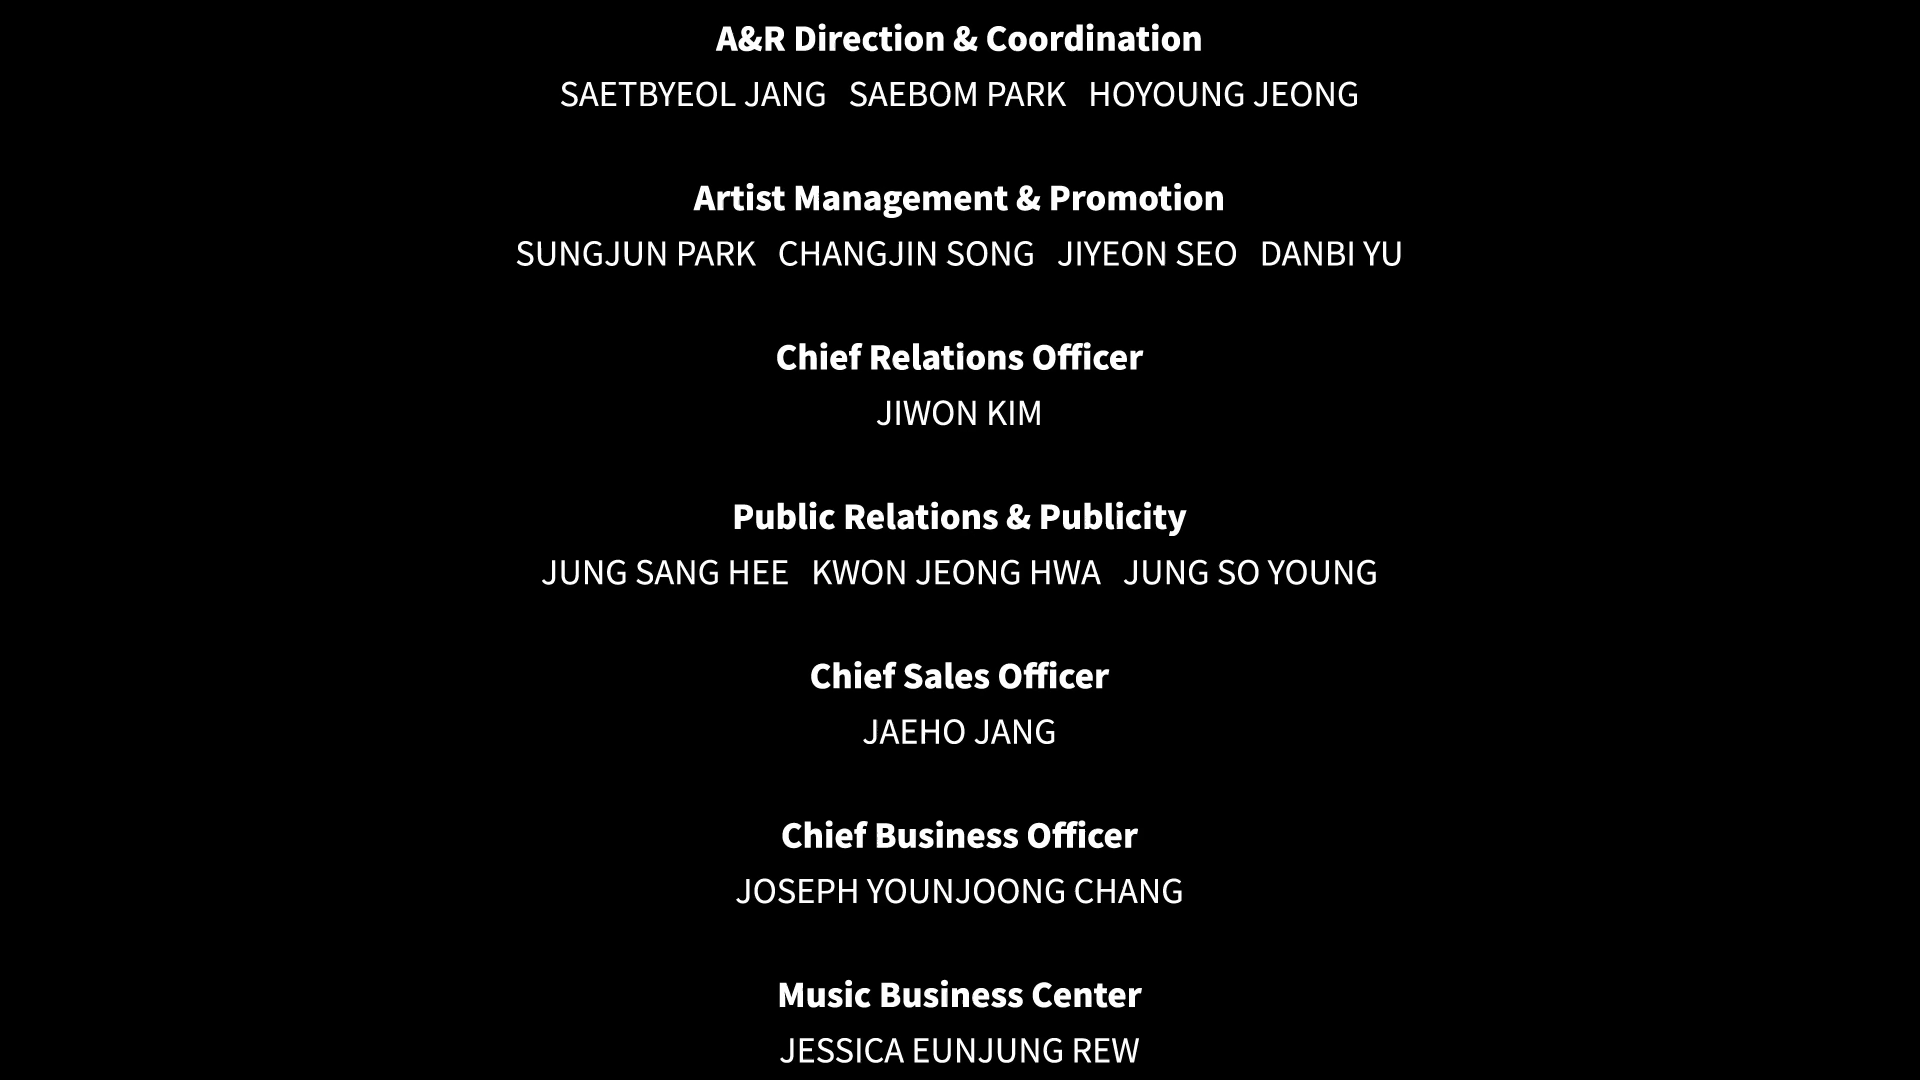 A&R Direction & Coordination
SAETBYEOL JANG SAEBOM PARK HOYOUNG JEONG
Artist Management & Promotion
SUNGJUN PARK CHANGJIN SONG JIYEON SEO DANBI YU
Chief Relations Officer
JIWON KIM
Public Relations & Publicity
JUNG SANG HEE KWON JEONG HWA JUNG SO YOUNG
Chief Sales Officer
JAEHO JANG
Chief Business Officer
JOSEPH YOUNJOONG CHANG
Music Business Center
JESSICA EUNJUNG REW